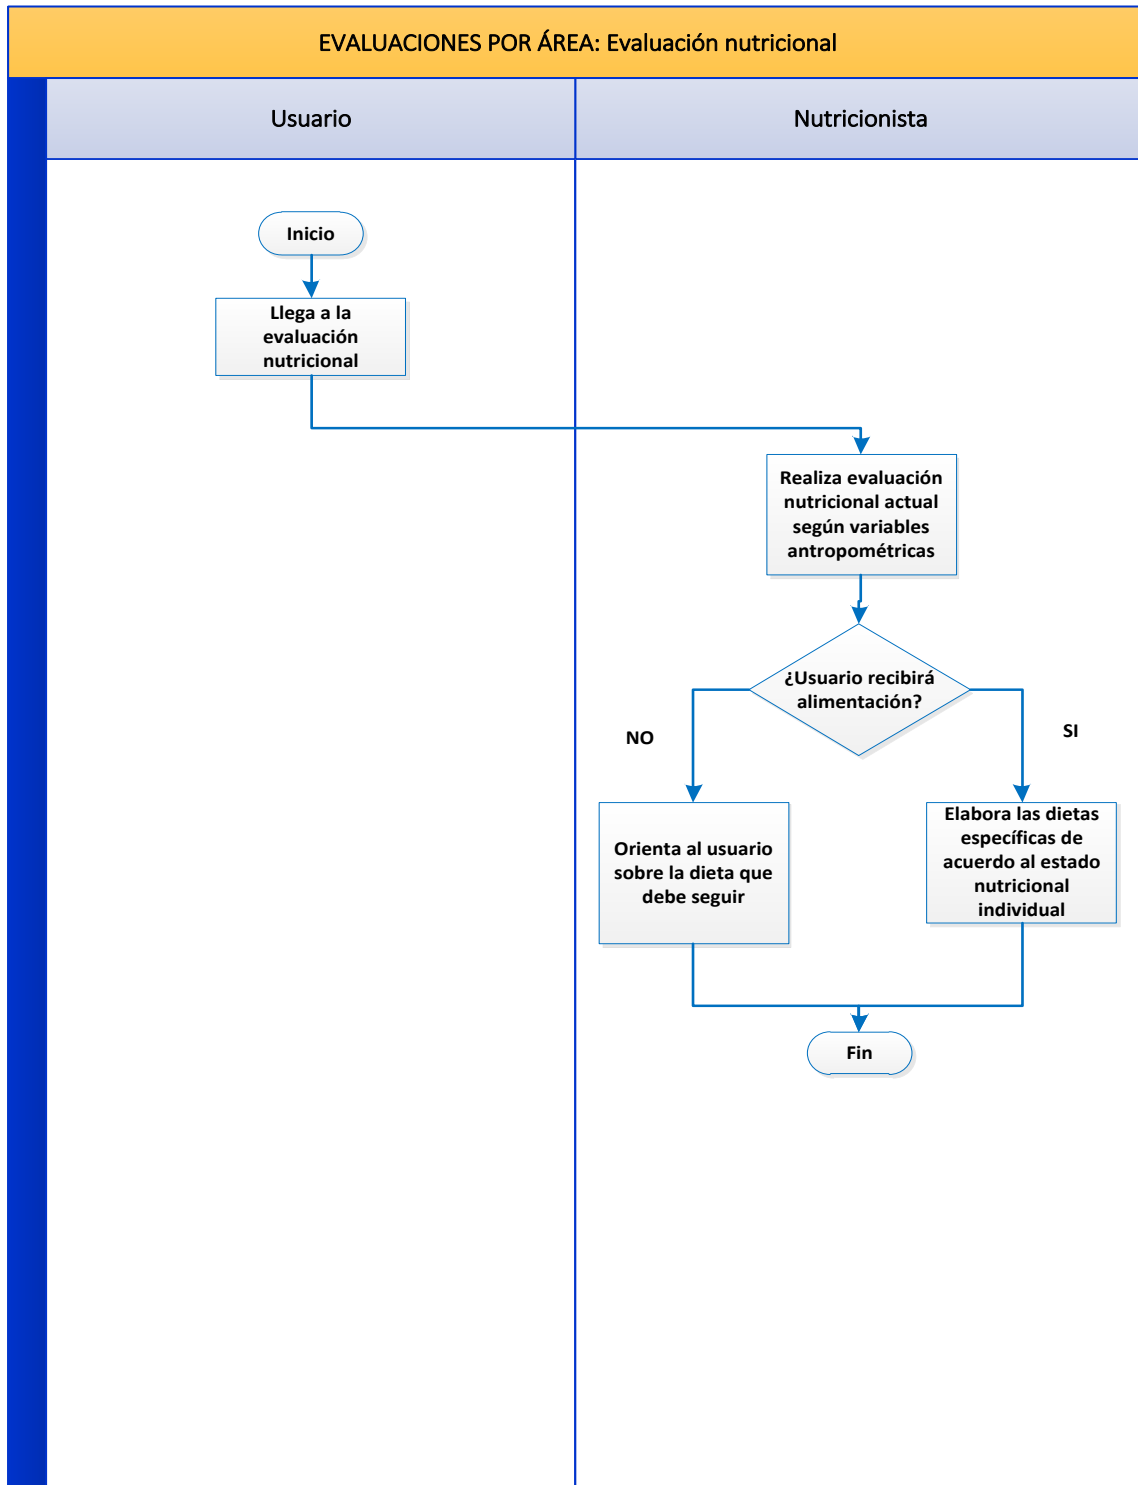 EVALUACIONES POR ÁREA: Evaluación nutricional
Usuario
Nutricionista
Inicio
Llega a la
evaluación
nutricional
Realiza evaluación
nutricional actual
según variables
antropométricas
¿Usuario recibirá
alimentación?
NO
SI
Orienta al usuario
sobre la dieta que
debe seguir
Elabora las dietas
específicas de
acuerdo al estado
nutricional
individual
Fin